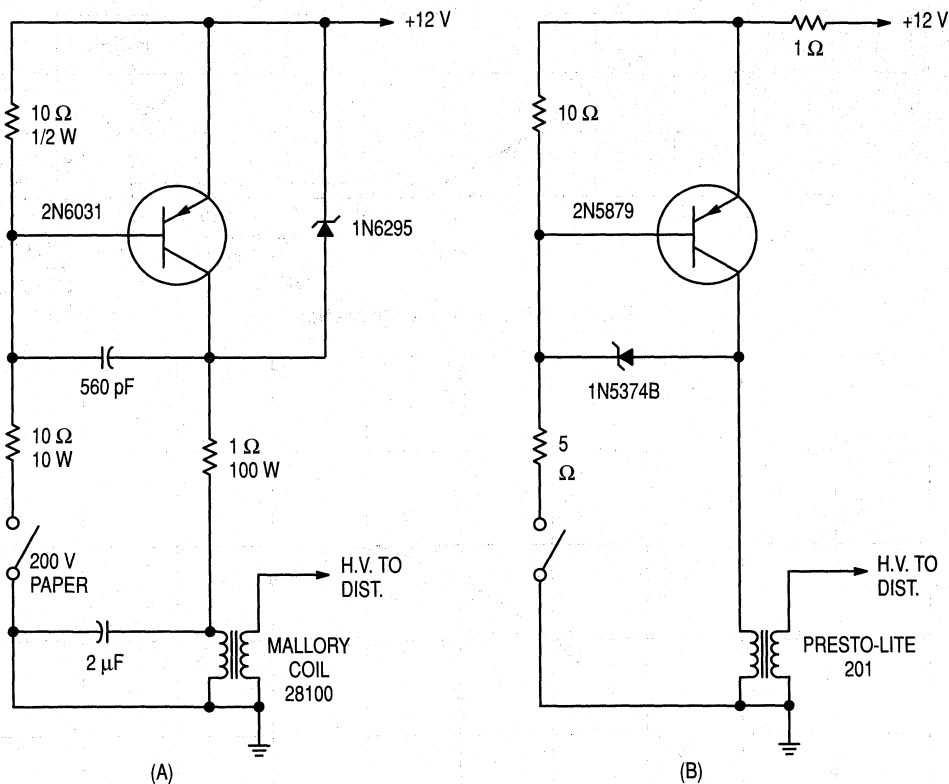 +12 V
10 Ω
1/2 W
2N6031
1N6295
560 pF
10 Ω
10 W
1 Ω
100 W
200 V
PAPER
H.V. TO
DIST.
2 µF
MALLORY
COIL
28100
(A)
+12 V
1 Ω
10 Ω
2N5879
1N5374B
5
Ω
H.V. TO
DIST.
PRESTO-LITE
201
(B)